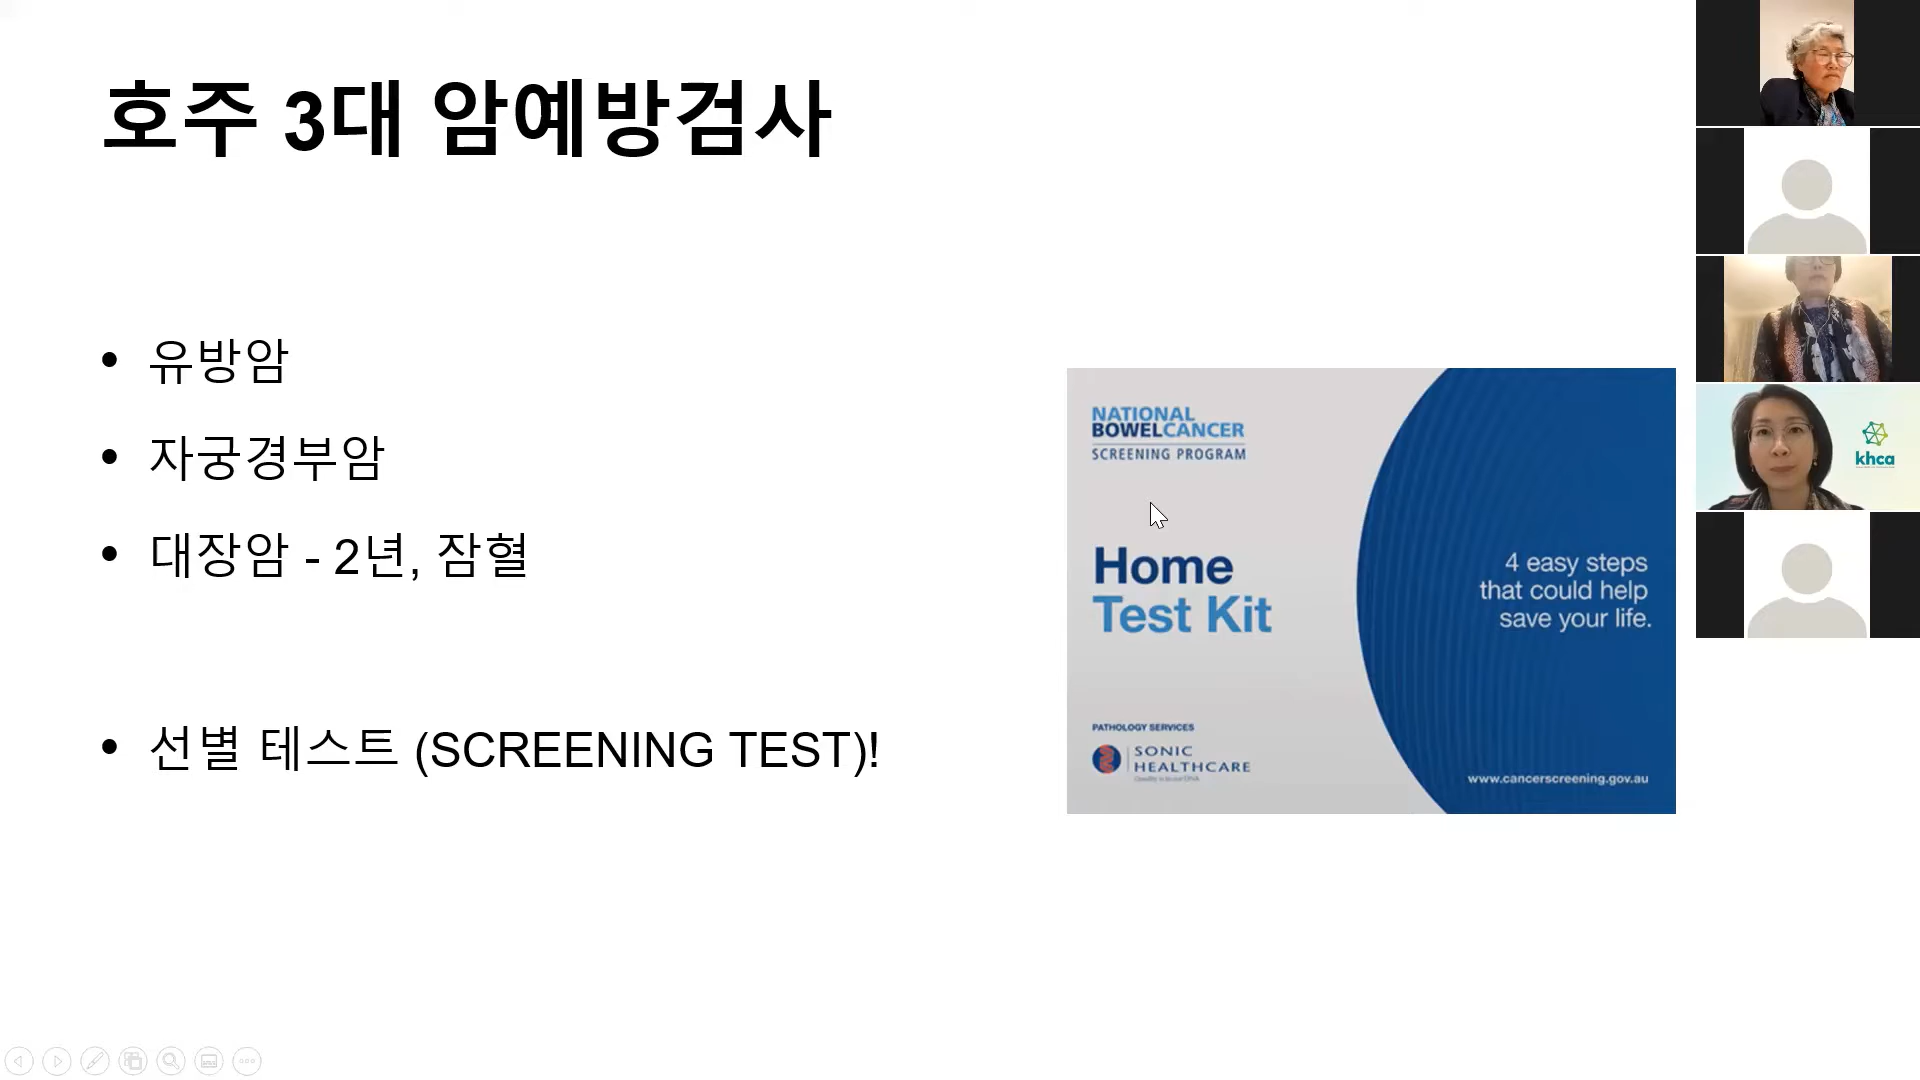 호주 3대 암예방검사
• 유방암
• 자궁경부암
• 대장암 - 2년, 잠혈
• 선별 테스트 (SCREENING TEST)!
NATIONAL
BOWELCANCER
SCREENING PROGRAM
Home
Test Kit
4 easy steps
that could help
save your life.
PATHOLOGY SERVICES
SONIC
HEALTHCARE
www.cancerscreening.gov.au
khca